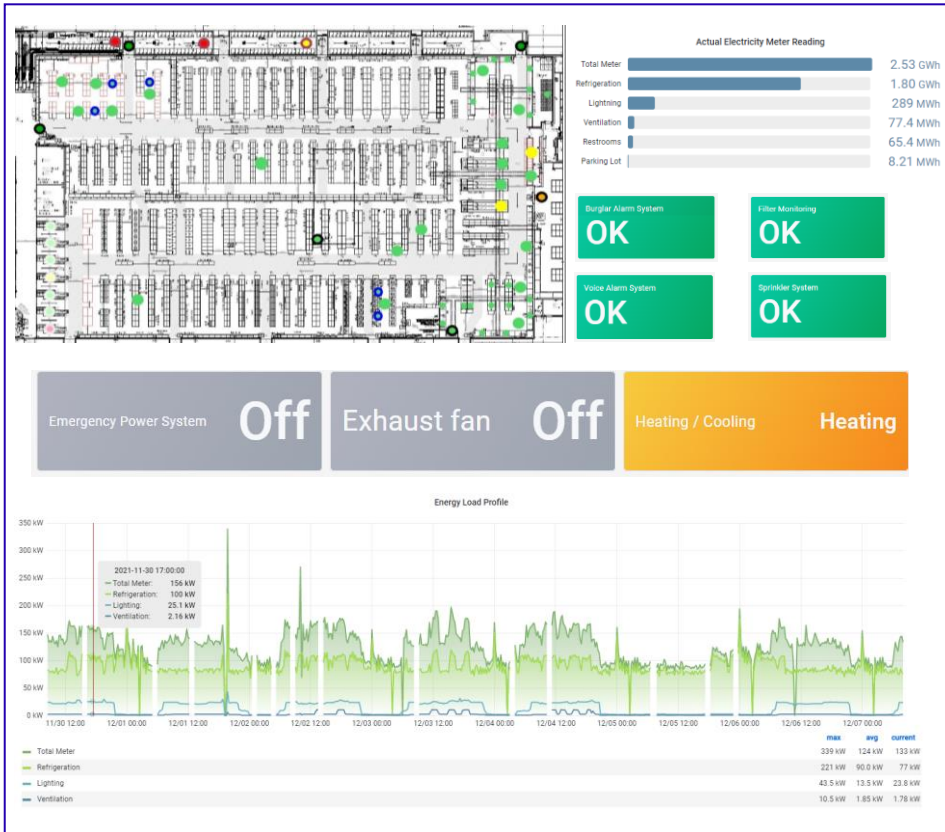 Actual Electricity Meter Reading
Total Meter 2.53 GWh
Refrigeration 1.80 GWh
Lightning 289 MWh
Ventilation 77.4 MWh
Restrooms 65.4 MWh
Parking Lot 8.21 MWh
Burglar Alarm System
OK
Filter Monitoring
OK
Voice Alarm System
OK
Sprinkler System
OK
Emergency Power System Off
Exhaust fan Off
Heating / Cooling Heating
Energy Load Profile
350 kW
300 kW
250 kW
200 kW
150 kW
100 kW
50 kW
0 kW
2021-11-30 17:00:00
Total Meter: 156 kW
Refrigeration: 100 kW
Lighting: 25.1 kW
Ventilation: 2.16 kW
11/30 12:00 12/01 00:00 12/01 12:00 12/02 00:00 12/02 12:00 12/03 00:00 12/03 12:00 12/04 00:00 12/04 12:00 12/05 00:00 12/05 12:00 12/06 00:00 12/06 12:00 12/07 00:00
max avg current
Total Meter 339 kW 124 kW 133 kW
Refrigeration 221 kW 90.0 kW 77 kW
Lighting 43.5 kW 13.5 kW 23.8 kW
Ventilation 10.5 kW 1.85 kW 1.78 kW